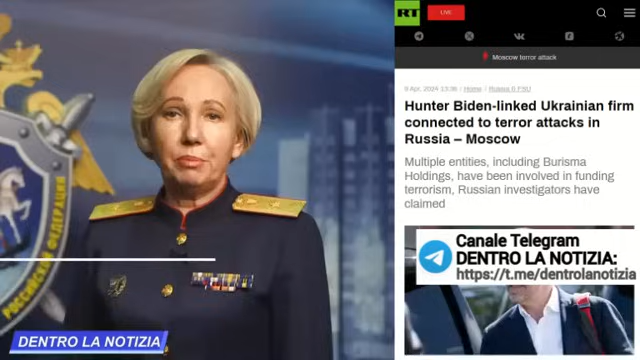 РОССИЙСКОЙ ФЕДЕРАЦИИ
DENTRO LA NOTIZIA
RT
LIVE
Moscow terror attack
9 Apr, 2024 13:38 / Home / Russia & FSU
Hunter Biden-linked Ukrainian firm
connected to terror attacks in
Russia – Moscow
Multiple entities, including Burisma
Holdings, have been involved in funding
terrorism, Russian investigators have
claimed
Canale Telegram
DENTRO LA NOTIZIA:
https://t.me/dentrolanotizia